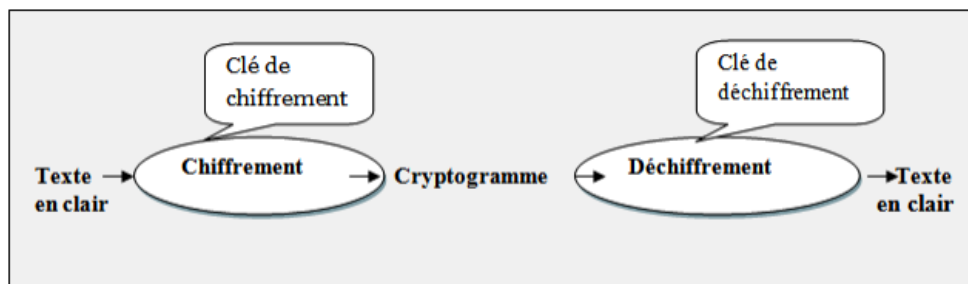 Clé de
chiffrement
Clé de
déchiffrement
Texte
en clair
Chiffrement
Cryptogramme
Déchiffrement
Texte
en clair